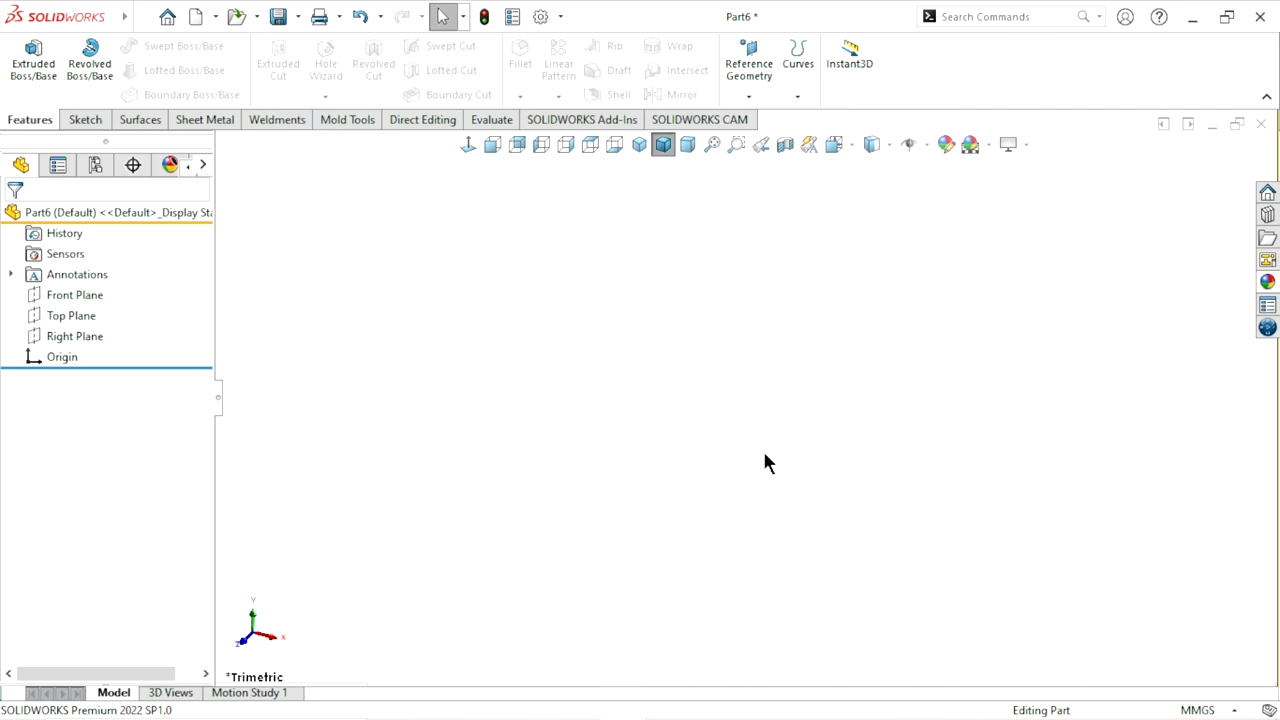 SOLIDWORKS
Part6 *
Search Commands
Extruded Boss/Base
Revolved Boss/Base
Swept Boss/Base
Lofted Boss/Base
Boundary Boss/Base
Extruded Cut
Hole Wizard
Revolved Cut
Swept Cut
Lofted Cut
Boundary Cut
Fillet
Linear Pattern
Rib
Draft
Shell
Wrap
Intersect
Mirror
Reference Geometry
Curves
Instant3D
Features Sketch Surfaces Sheet Metal Weldments Mold Tools Direct Editing Evaluate SOLIDWORKS Add-Ins SOLIDWORKS CAM
Part6 (Default) <<Default>_Display Sta
History
Sensors
Annotations
Front Plane
Top Plane
Right Plane
Origin
Y
X
Z
*Trimetric
Model 3D Views Motion Study 1
SOLIDWORKS Premium 2022 SP1.0 Editing Part MMGS